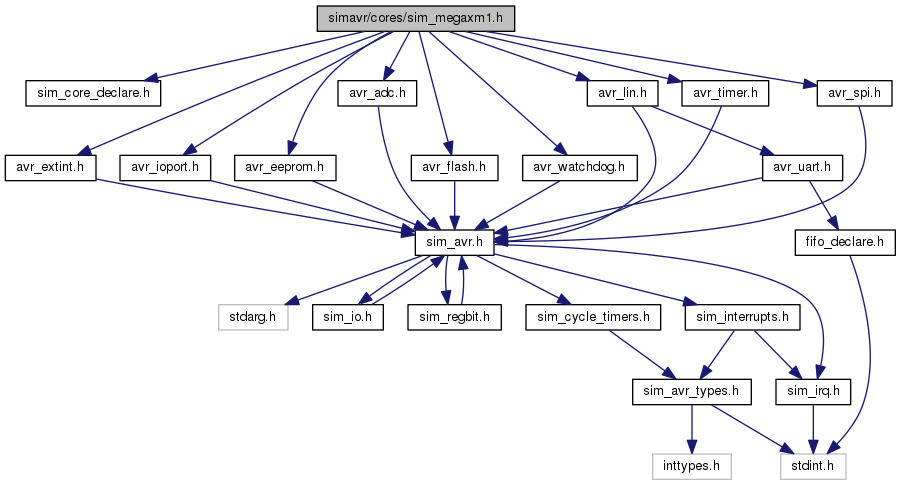 simavr/cores/sim_megaxm1.h
sim_core_declare.h
avr_adc.h
avr_lin.h
avr_timer.h
avr_spi.h
avr_extint.h
avr_ioport.h
avr_eeprom.h
avr_flash.h
avr_watchdog.h
avr_uart.h
sim_avr.h
fifo_declare.h
stdarg.h
sim_io.h
sim_regbit.h
sim_cycle_timers.h
sim_interrupts.h
sim_avr_types.h
sim_irq.h
inttypes.h
stdint.h